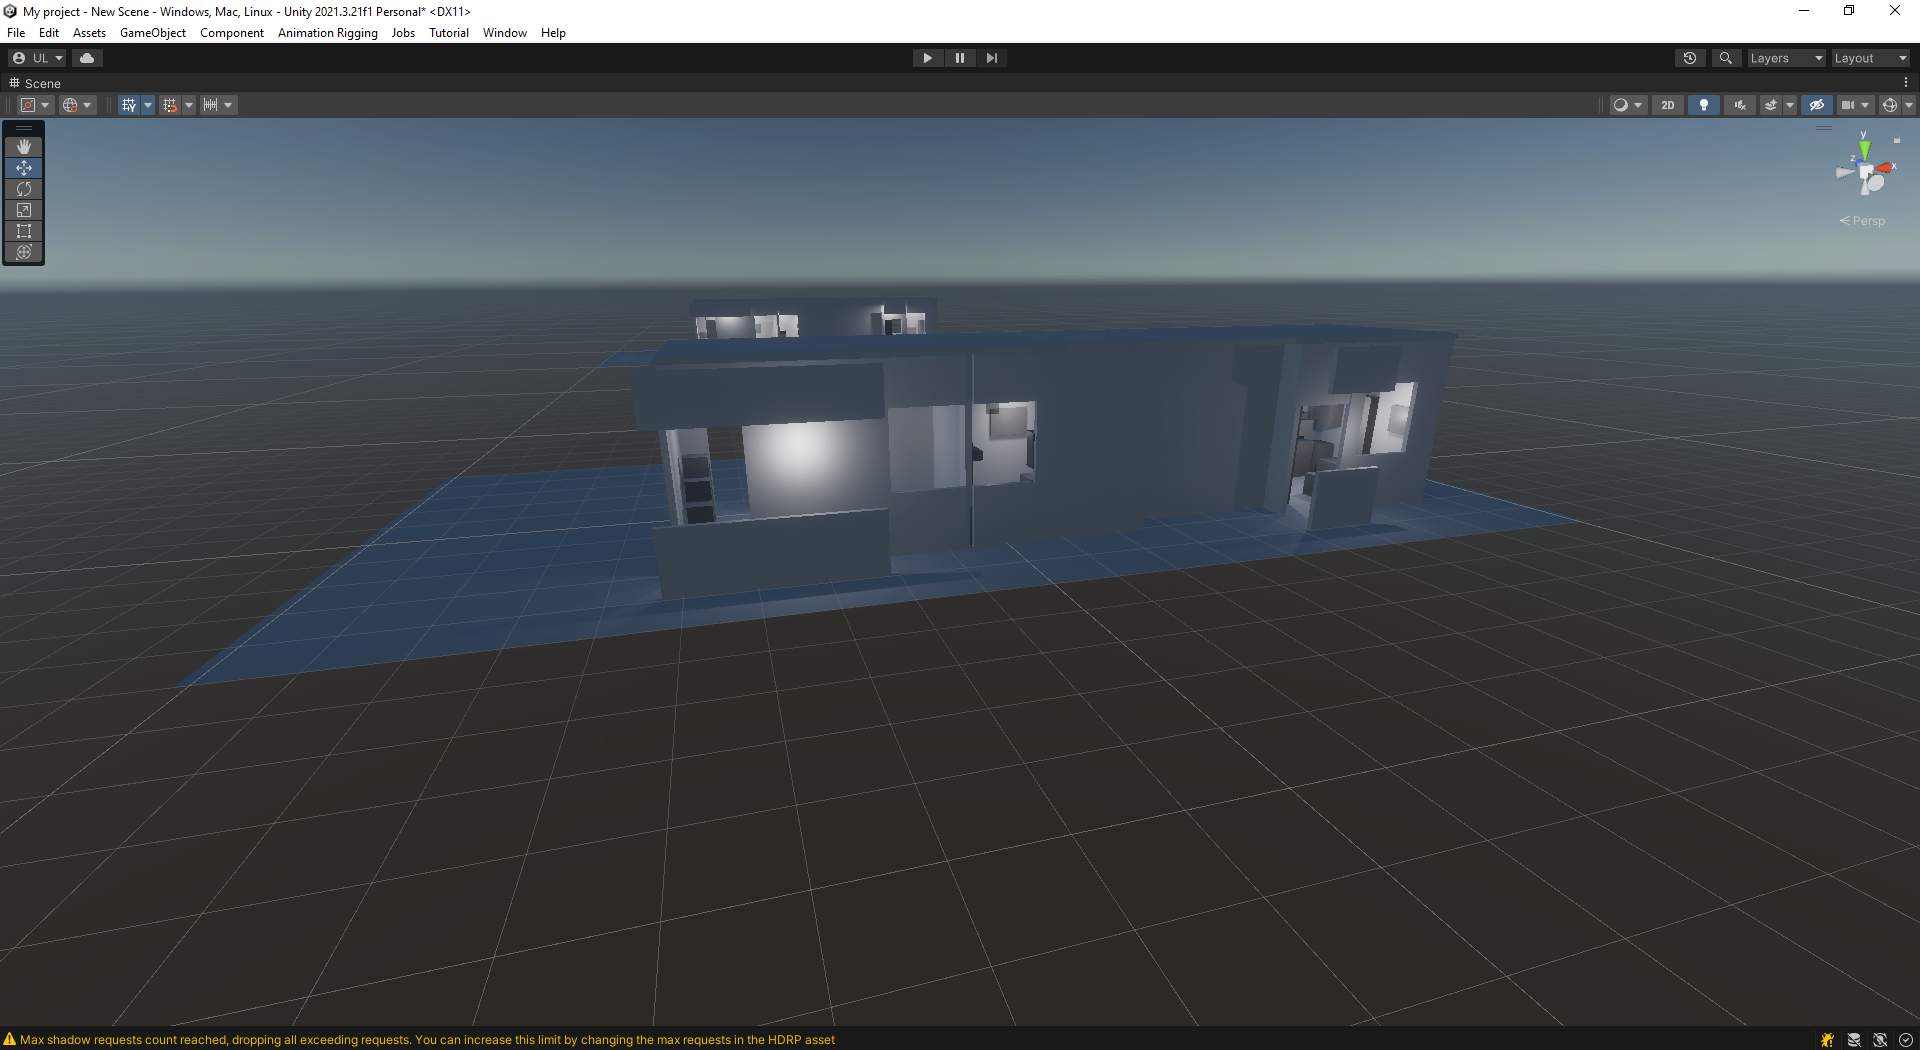 My project - New Scene - Windows, Mac, Linux - Unity 2021.3.21f1 Personal* <DX11>
File Edit Assets GameObject Component Animation Rigging Jobs Tutorial Window Help
UL Layers Layout
Scene
2D
y
z x
Persp
Max shadow requests count reached, dropping all exceeding requests. You can increase this limit by changing the max requests in the HDRP asset